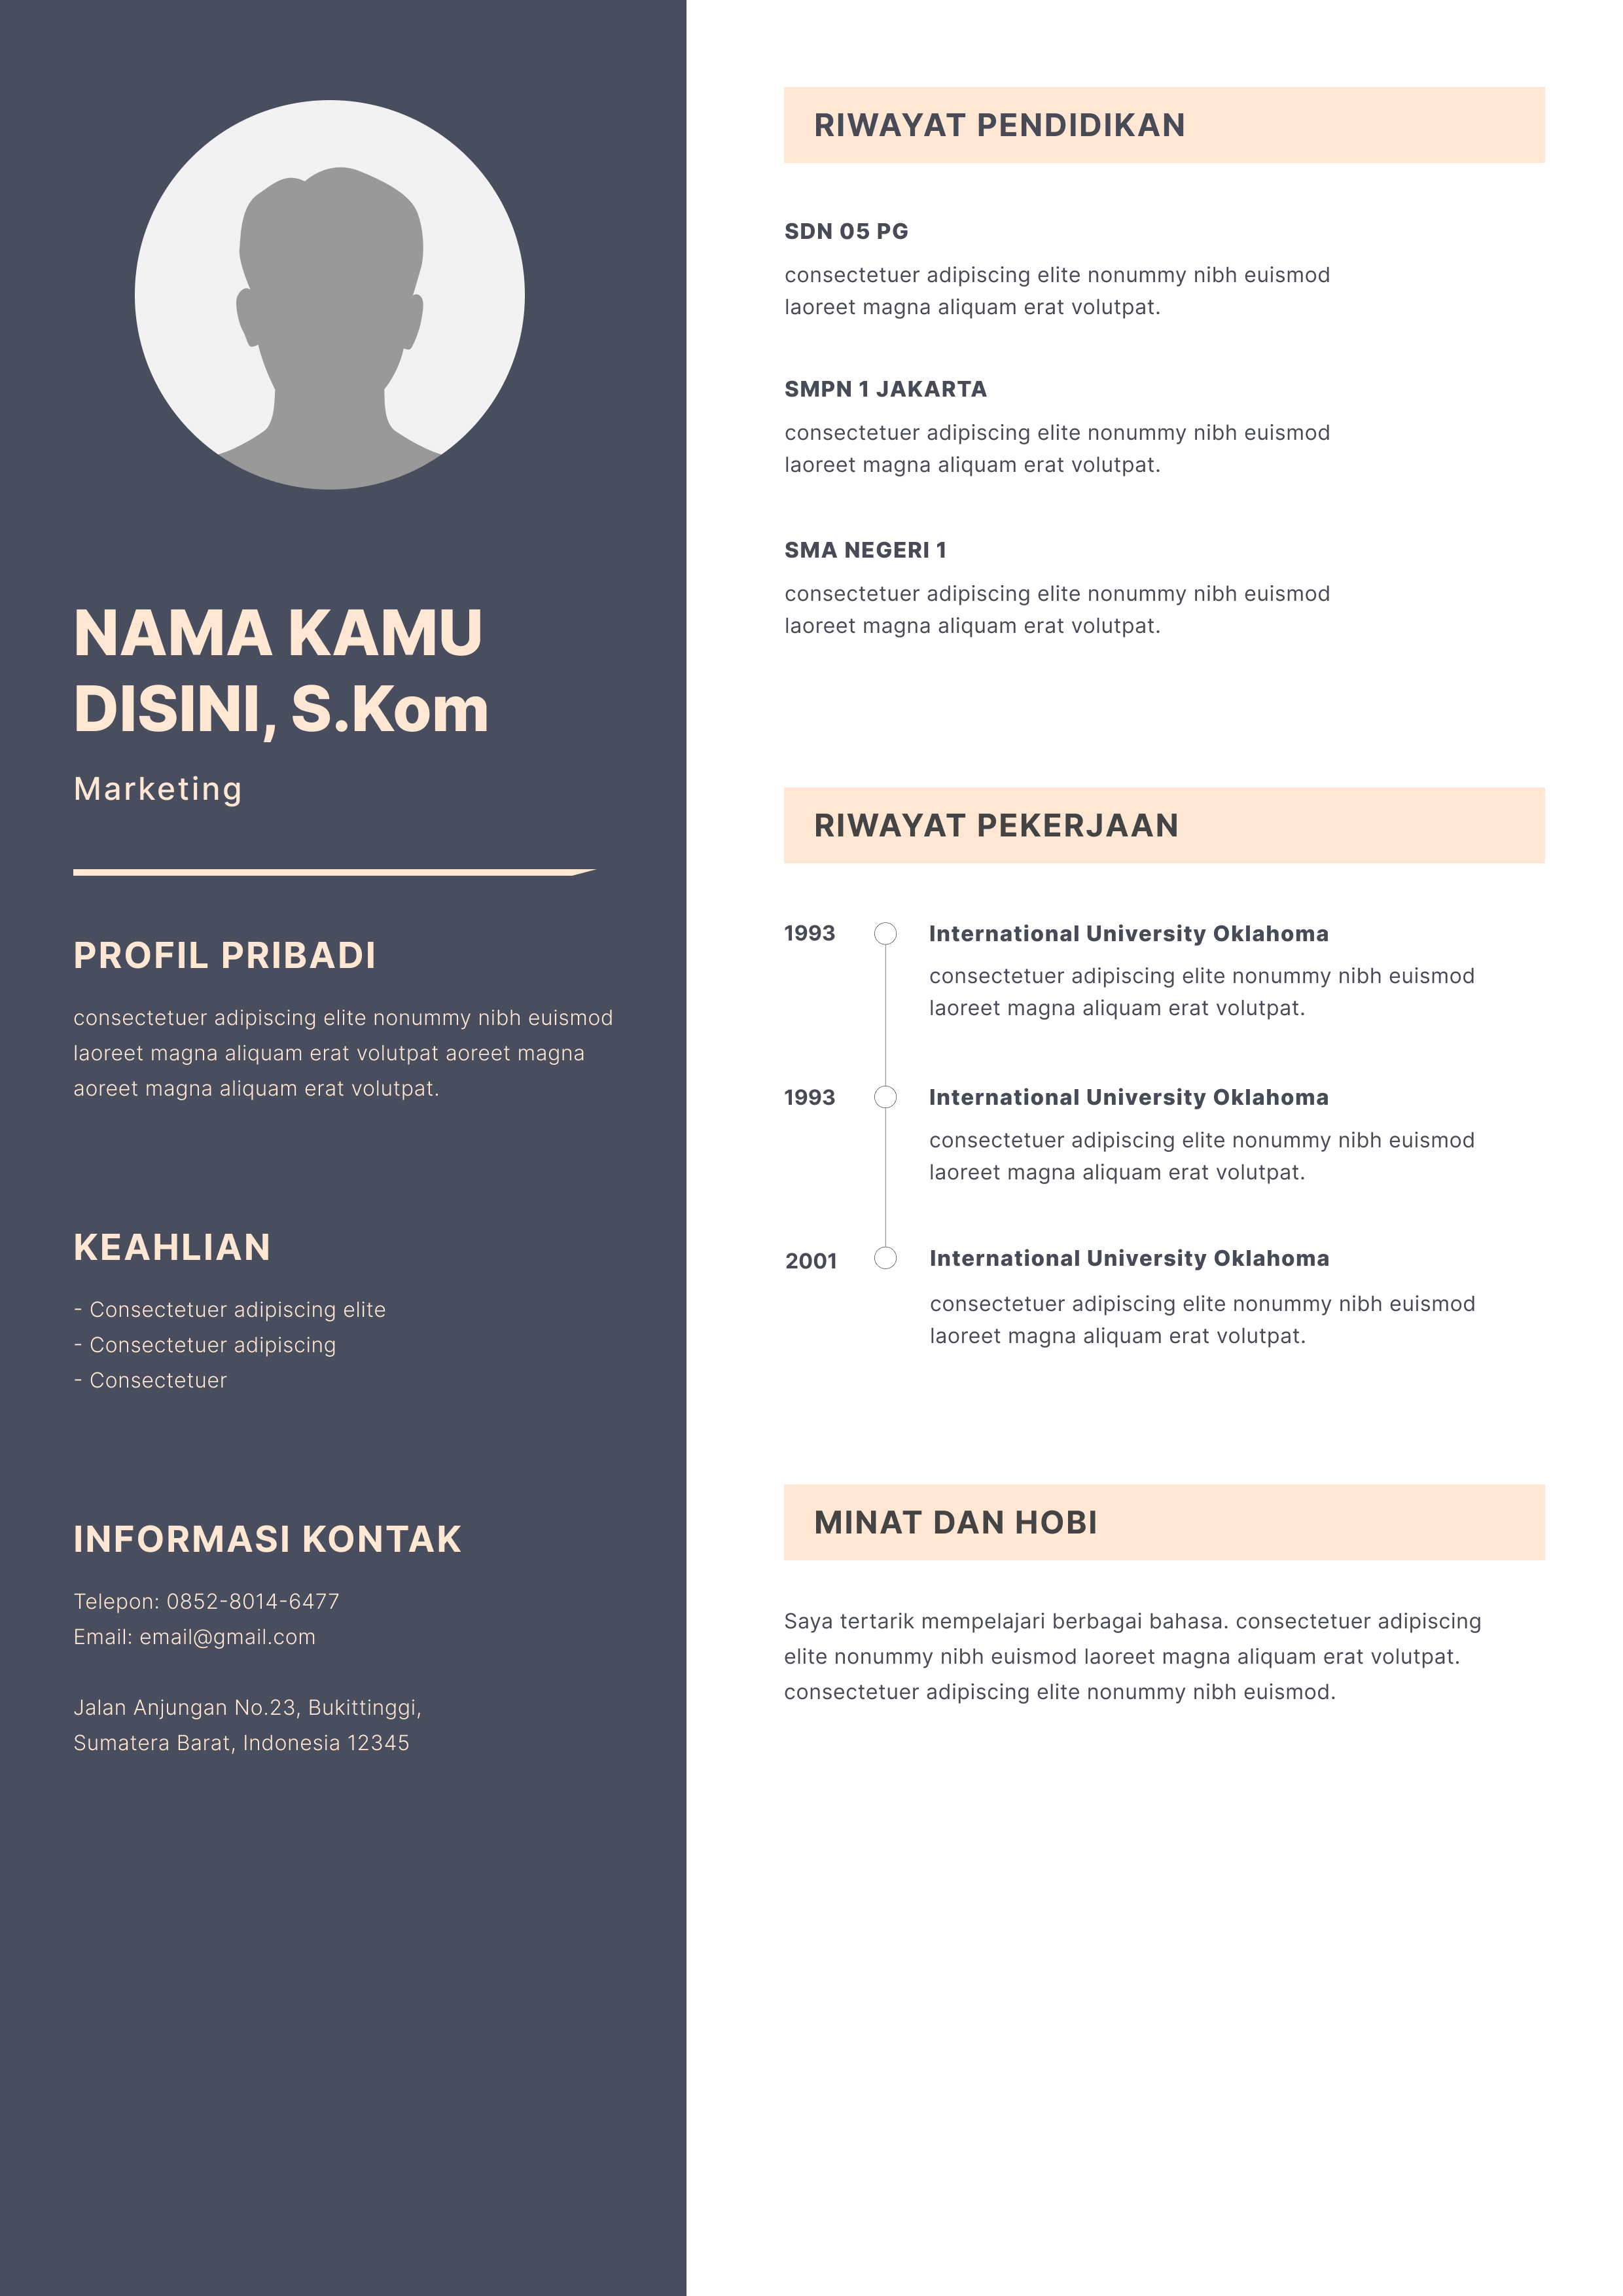 NAMA KAMU
DISINI, S.Kom
Marketing
PROFIL PRIBADI
consectetuer adipiscing elite nonummy nibh euismod
laoreet magna aliquam erat volutpat aoreet magna
aoreet magna aliquam erat volutpat.
KEAHLIAN
- Consectetuer adipiscing elite
- Consectetuer adipiscing
- Consectetuer
INFORMASI KONTAK
Telepon: 0852-8014-6477
Email: email@gmail.com
Jalan Anjungan No.23, Bukittinggi,
Sumatera Barat, Indonesia 12345
RIWAYAT PENDIDIKAN
SDN 05 PG
consectetuer adipiscing elite nonummy nibh euismod
laoreet magna aliquam erat volutpat.
SMPN 1 JAKARTA
consectetuer adipiscing elite nonummy nibh euismod
laoreet magna aliquam erat volutpat.
SMA NEGERI 1
consectetuer adipiscing elite nonummy nibh euismod
laoreet magna aliquam erat volutpat.
RIWAYAT PEKERJAAN
1993 International University Oklahoma
consectetuer adipiscing elite nonummy nibh euismod
laoreet magna aliquam erat volutpat.
1993 International University Oklahoma
consectetuer adipiscing elite nonummy nibh euismod
laoreet magna aliquam erat volutpat.
2001 International University Oklahoma
consectetuer adipiscing elite nonummy nibh euismod
laoreet magna aliquam erat volutpat.
MINAT DAN HOBI
Saya tertarik mempelajari berbagai bahasa. consectetuer adipiscing
elite nonummy nibh euismod laoreet magna aliquam erat volutpat.
consectetuer adipiscing elite nonummy nibh euismod.